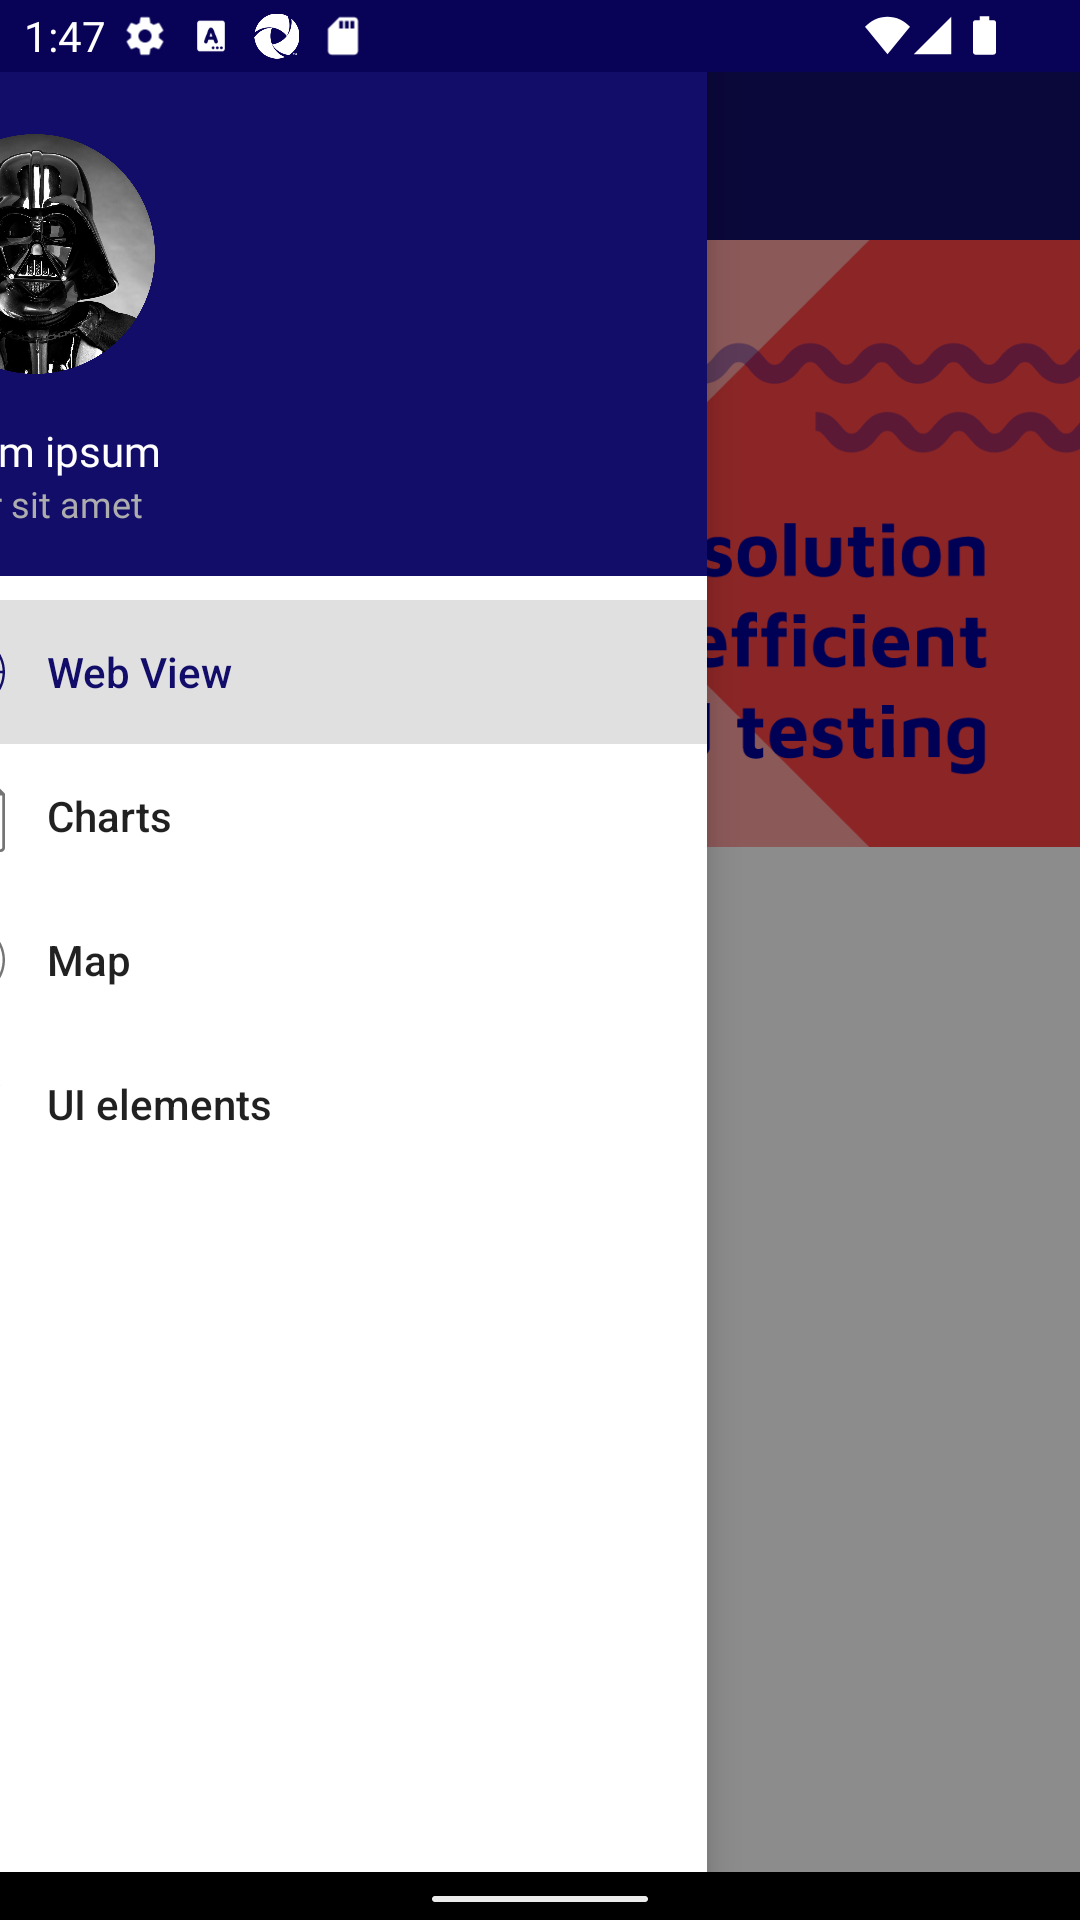 1:47
m ipsum
sit amet
Web View
Charts
Map
UI elements
solution
efficient
testing